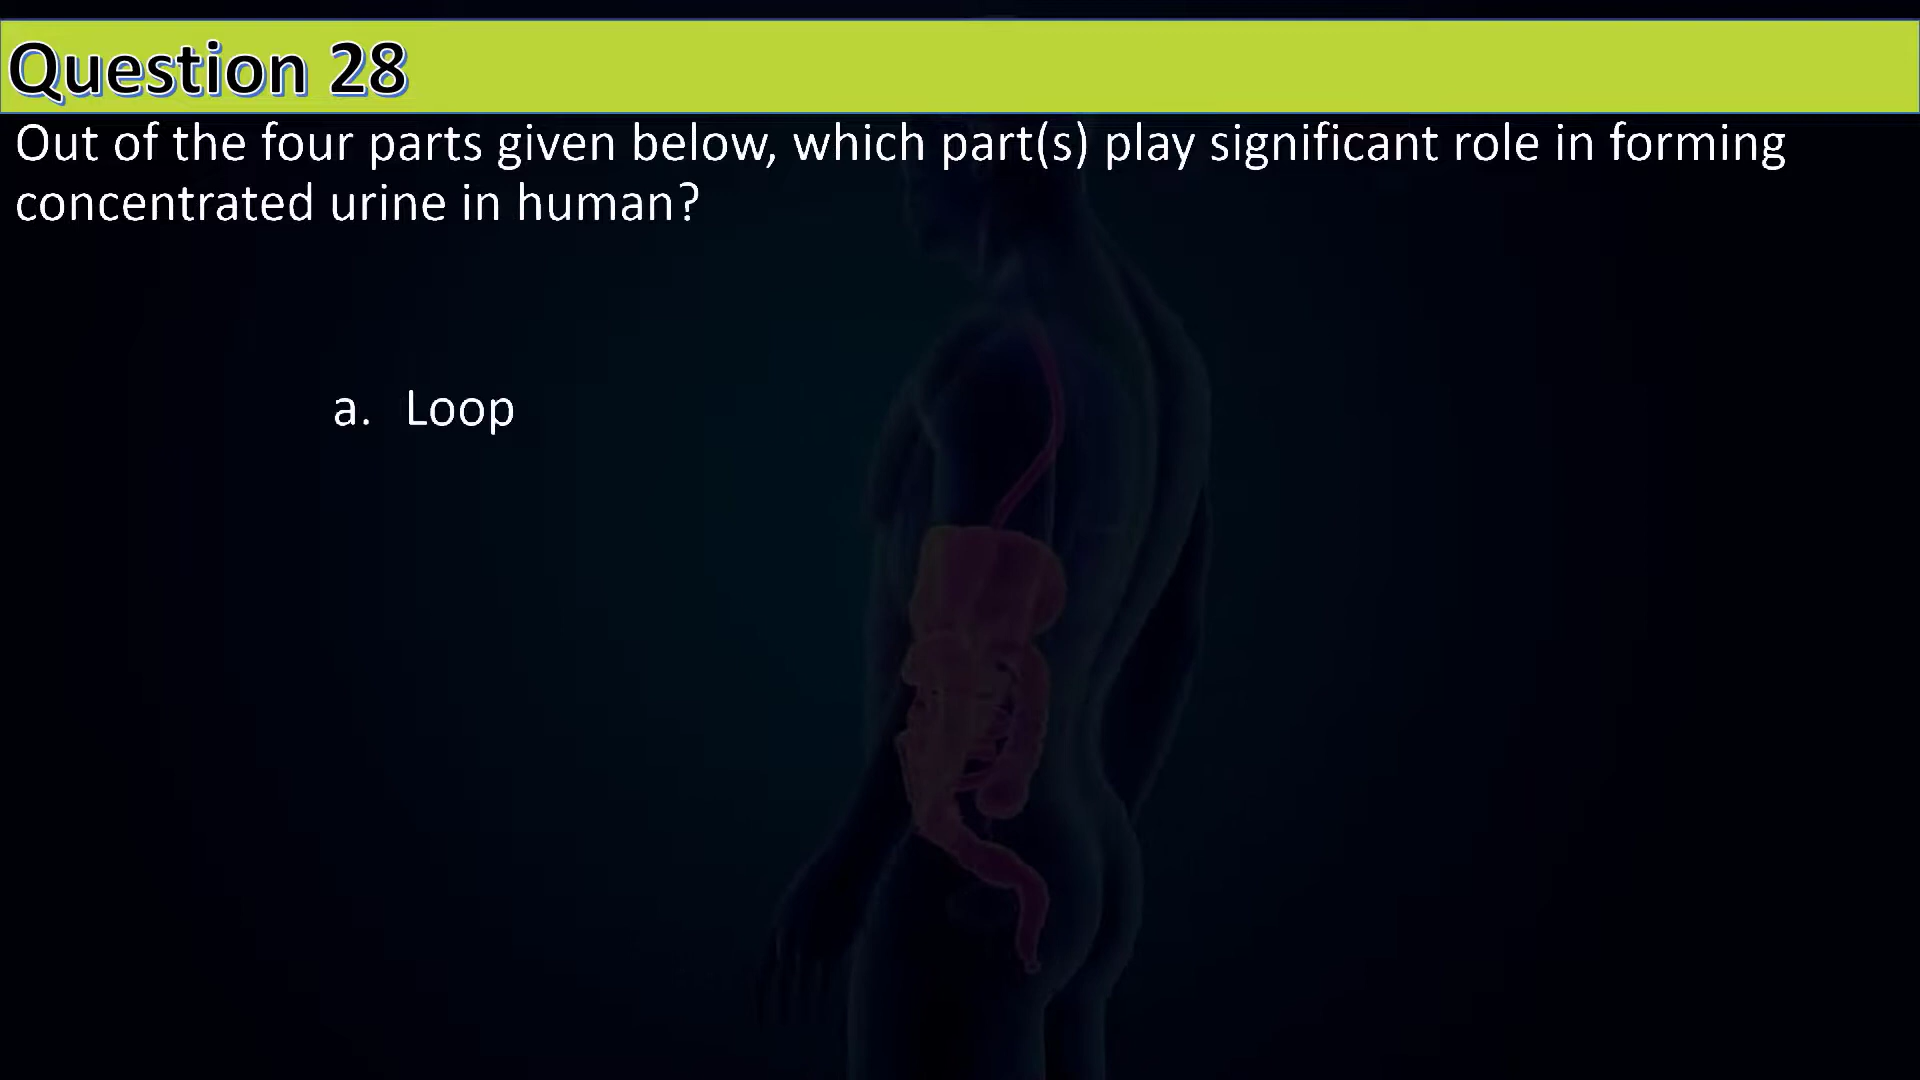 Question 28
Out of the four parts given below, which part(s) play significant role in forming
concentrated urine in human?
a. Loop